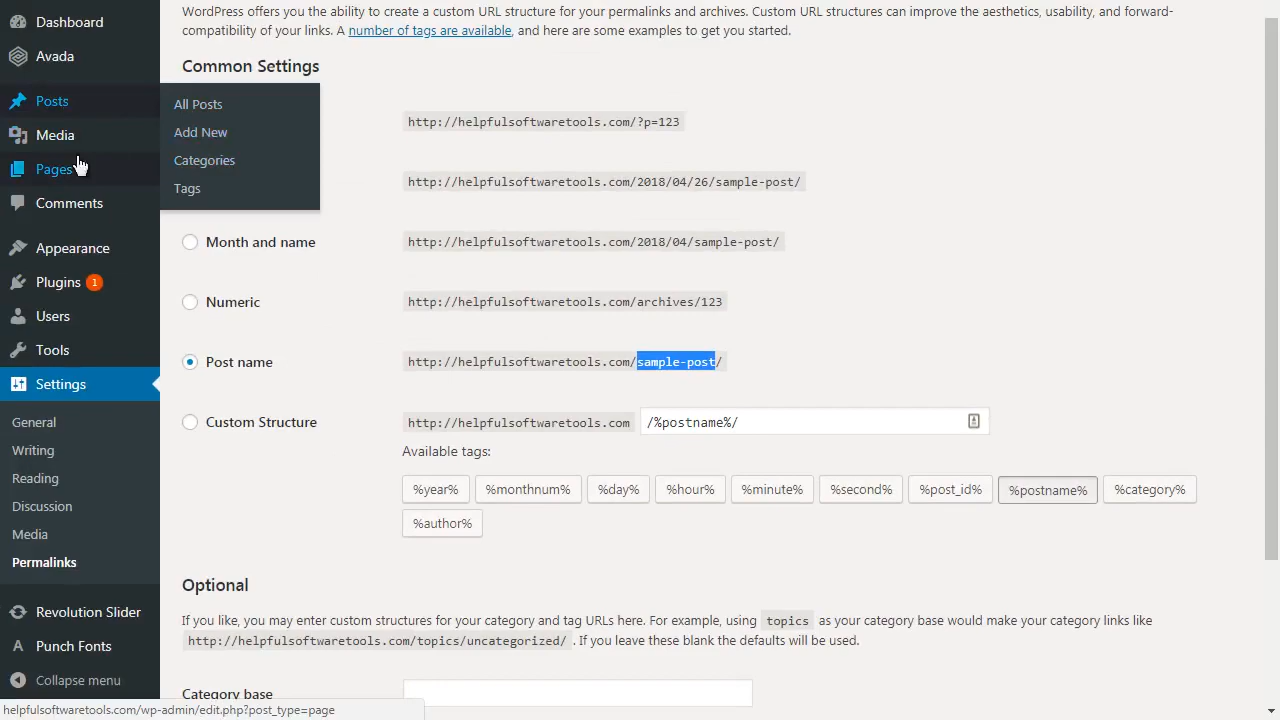 Dashboard
Avada
Posts
Media
Pages
Comments
Appearance
Plugins 1
Users
Tools
Settings
General
Writing
Reading
Discussion
Media
Permalinks
Revolution Slider
Punch Fonts
Collapse menu
All Posts
Add New
Categories
Tags
WordPress offers you the ability to create a custom URL structure for your permalinks and archives. Custom URL structures can improve the aesthetics, usability, and forward-
compatibility of your links. A number of tags are available, and here are some examples to get you started.
Common Settings
http://helpfulsoftwaretools.com/?p=123
http://helpfulsoftwaretools.com/2018/04/26/sample-post/
Month and name http://helpfulsoftwaretools.com/2018/04/sample-post/
Numeric http://helpfulsoftwaretools.com/archives/123
Post name http://helpfulsoftwaretools.com/sample-post/
Custom Structure http://helpfulsoftwaretools.com /%postname%/
Available tags:
%year% %monthnum% %day% %hour% %minute% %second% %post_id% %postname% %category%
%author%
Optional
If you like, you may enter custom structures for your category and tag URLs here. For example, using topics as your category base would make your category links like
http://helpfulsoftwaretools.com/topics/uncategorized/ . If you leave these blank the defaults will be used.
Category base
helpfulsoftwaretools.com/wp-admin/edit.php?post_type=page